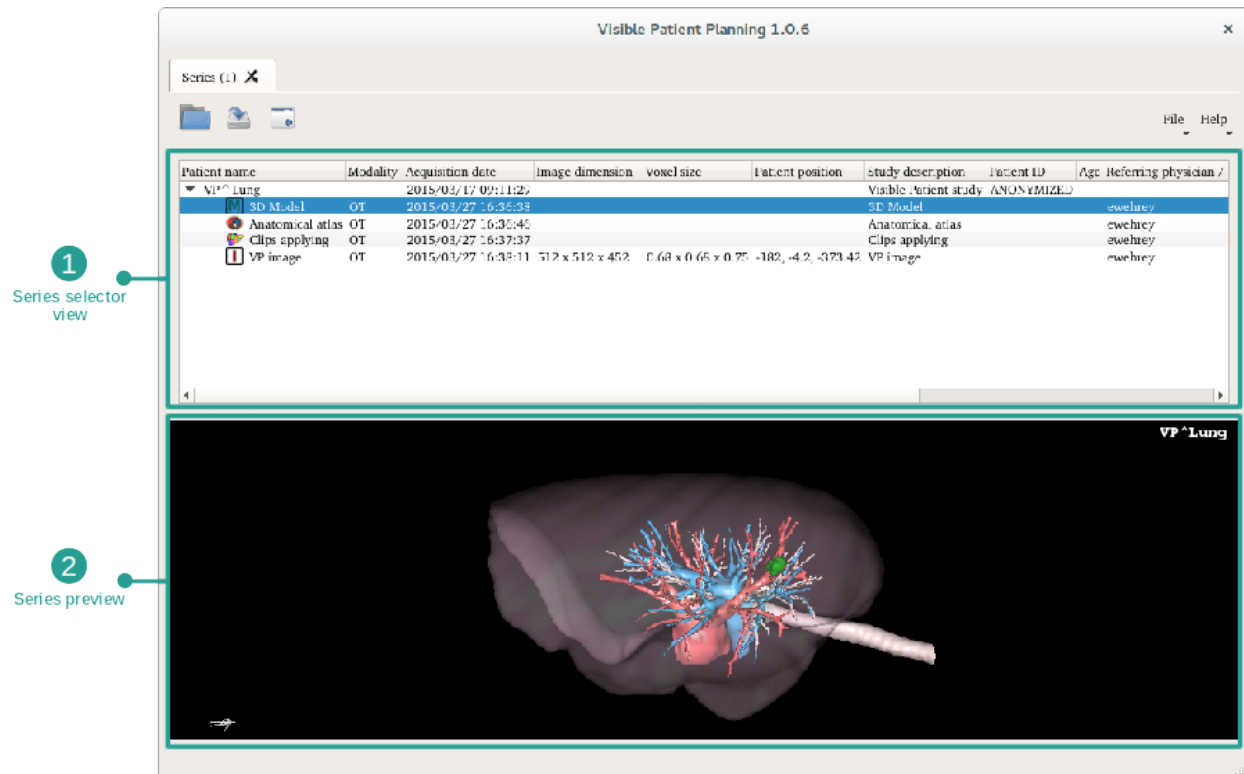 Visible Patient Planning 1.0.6
Series (1)
File Help
Patient name Modality Acquisition date Image dimension Voxel size Patient position Study description Patient ID Age Referring physician /
VP^Lung 2015/03/17 09:11:29 Visible Patient study ANONYMIZED
M 3D Model OT 2015/03/27 16:36:38 3D Model ewehrey
Anatomical atlas OT 2015/03/27 16:36:46 Anatomical atlas ewehrey
Clips applying OT 2015/03/27 16:37:37 Clips applying ewehrey
I VP image OT 2015/03/27 16:38:11 512 x 512 x 452 0.68 x 0.68 x 0.75 -182, -4.2, -373.42 VP image ewehrey
1
Series selector
view
VP^Lung
2
Series preview